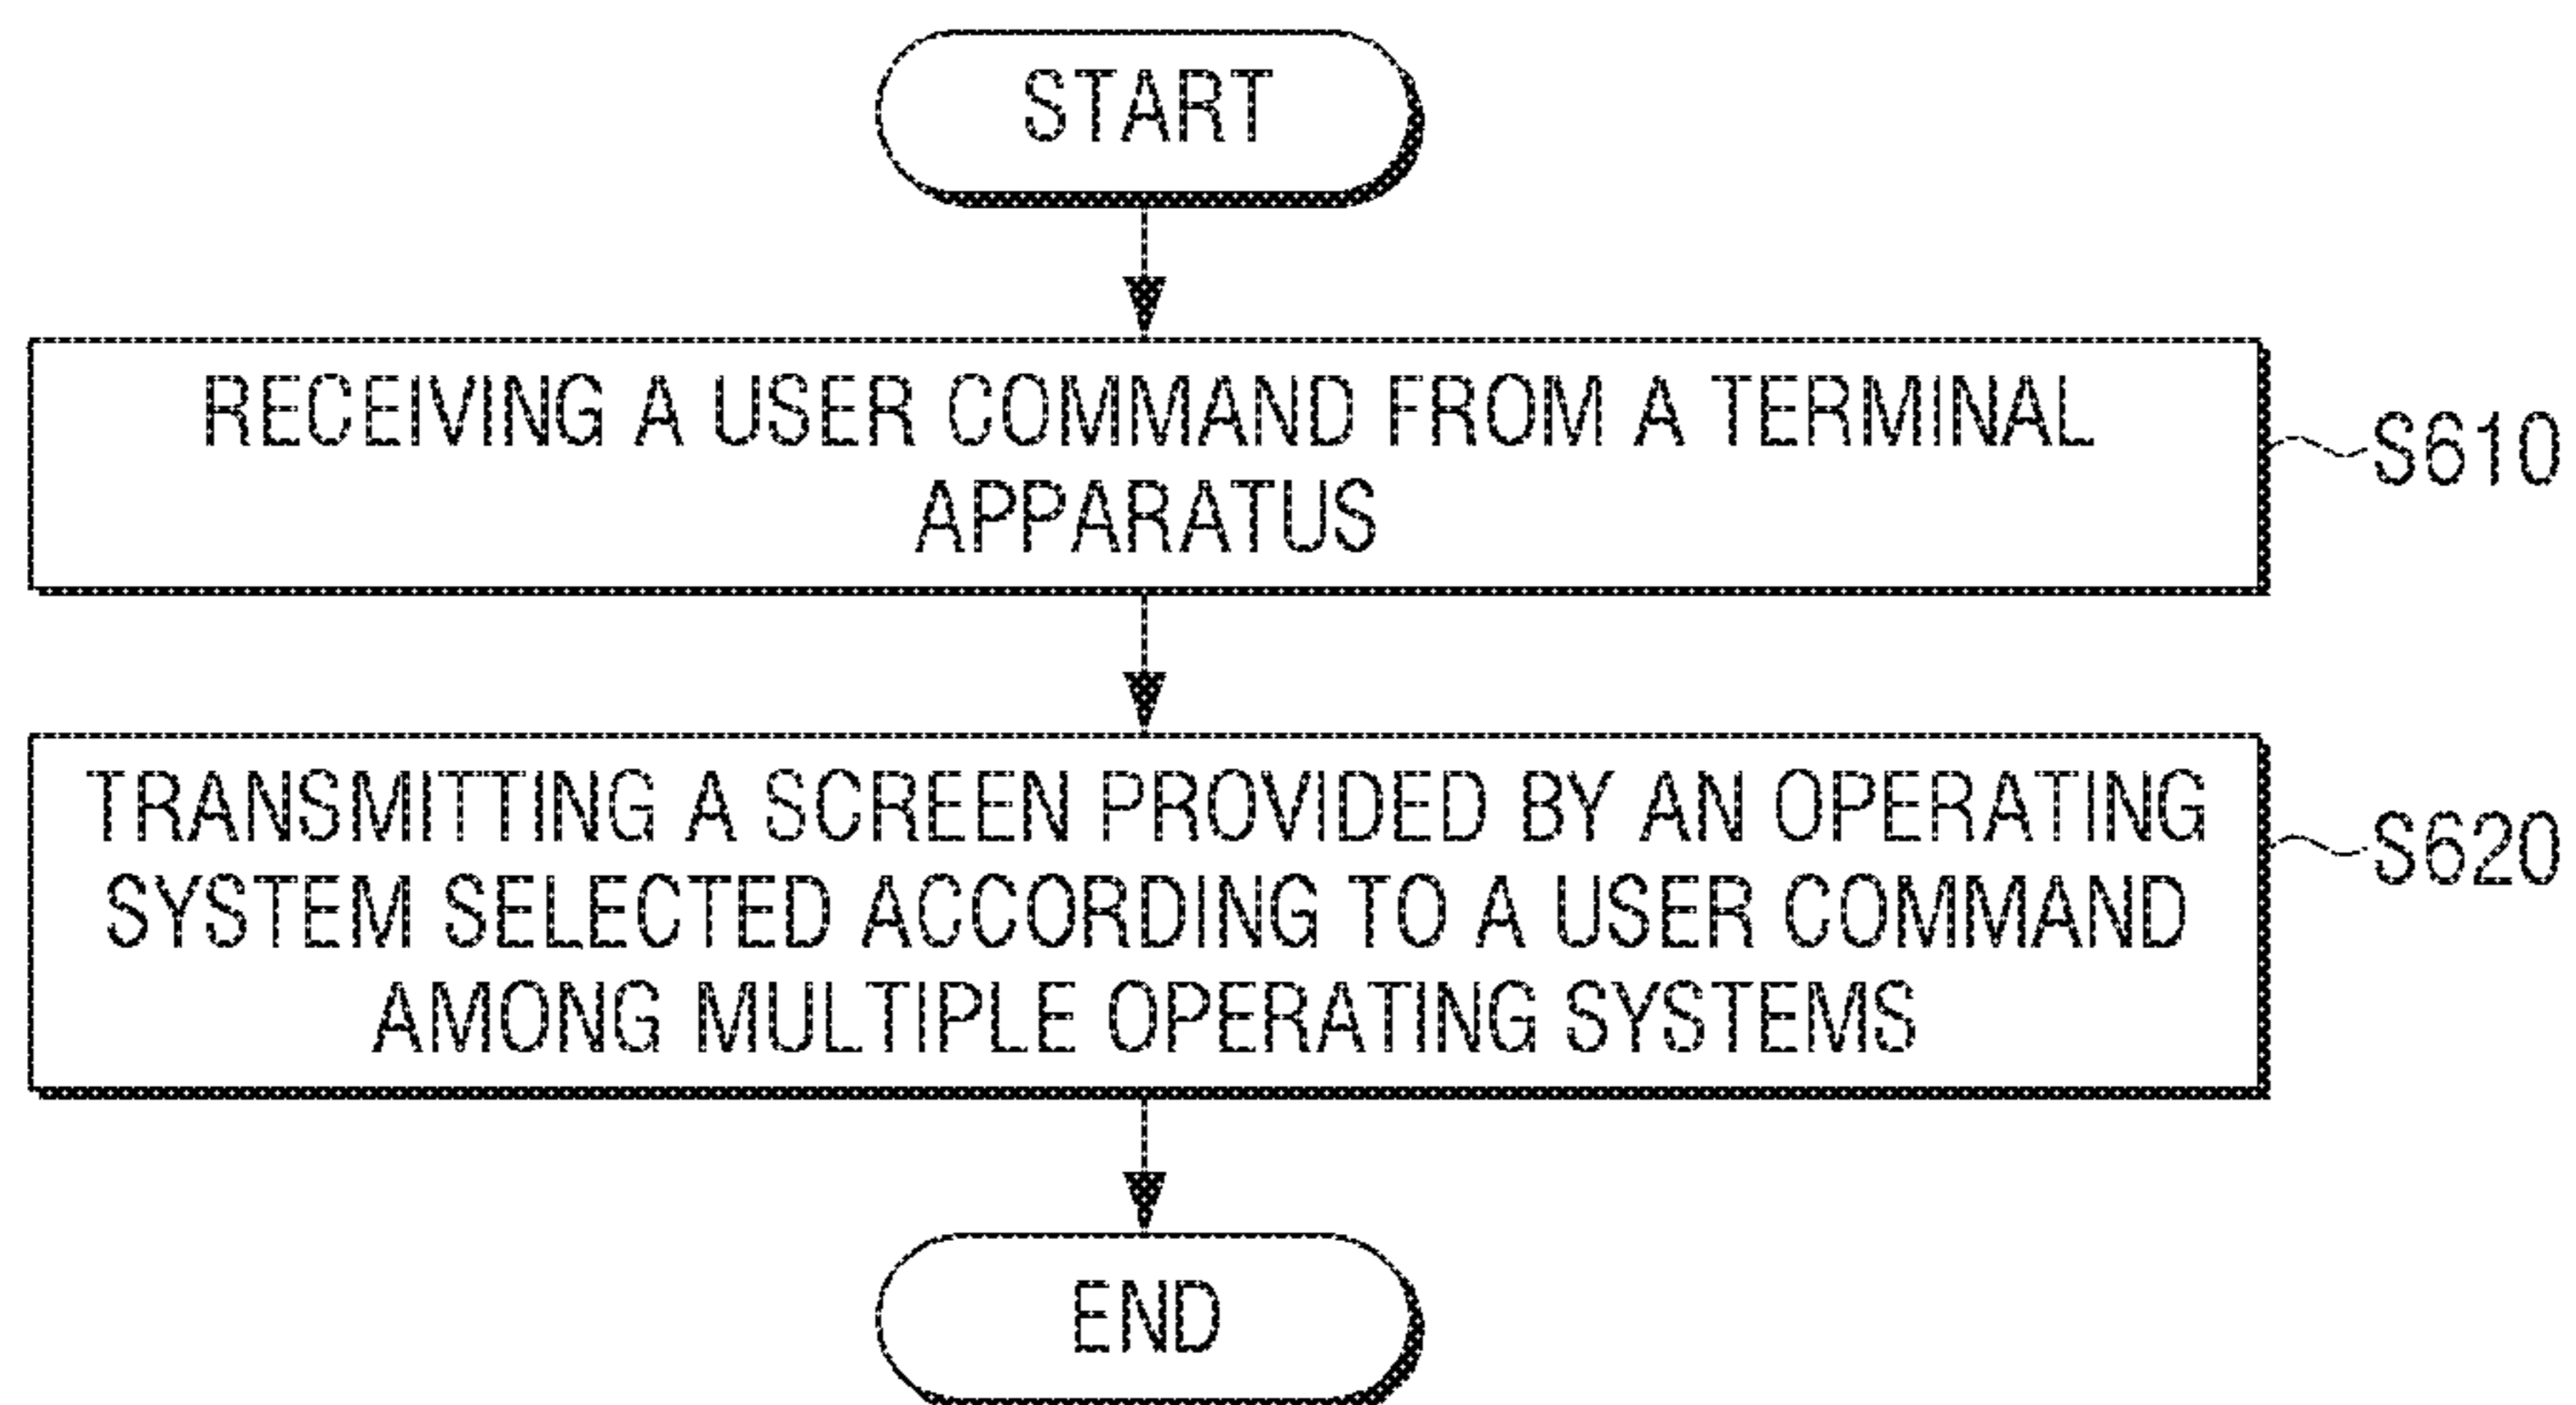 START
RECEIVING A USER COMMAND FROM A TERMINAL
APPARATUS
S610
TRANSMITTING A SCREEN PROVIDED BY AN OPERATING
SYSTEM SELECTED ACCORDING TO A USER COMMAND
AMONG MULTIPLE OPERATING SYSTEMS
S620
END